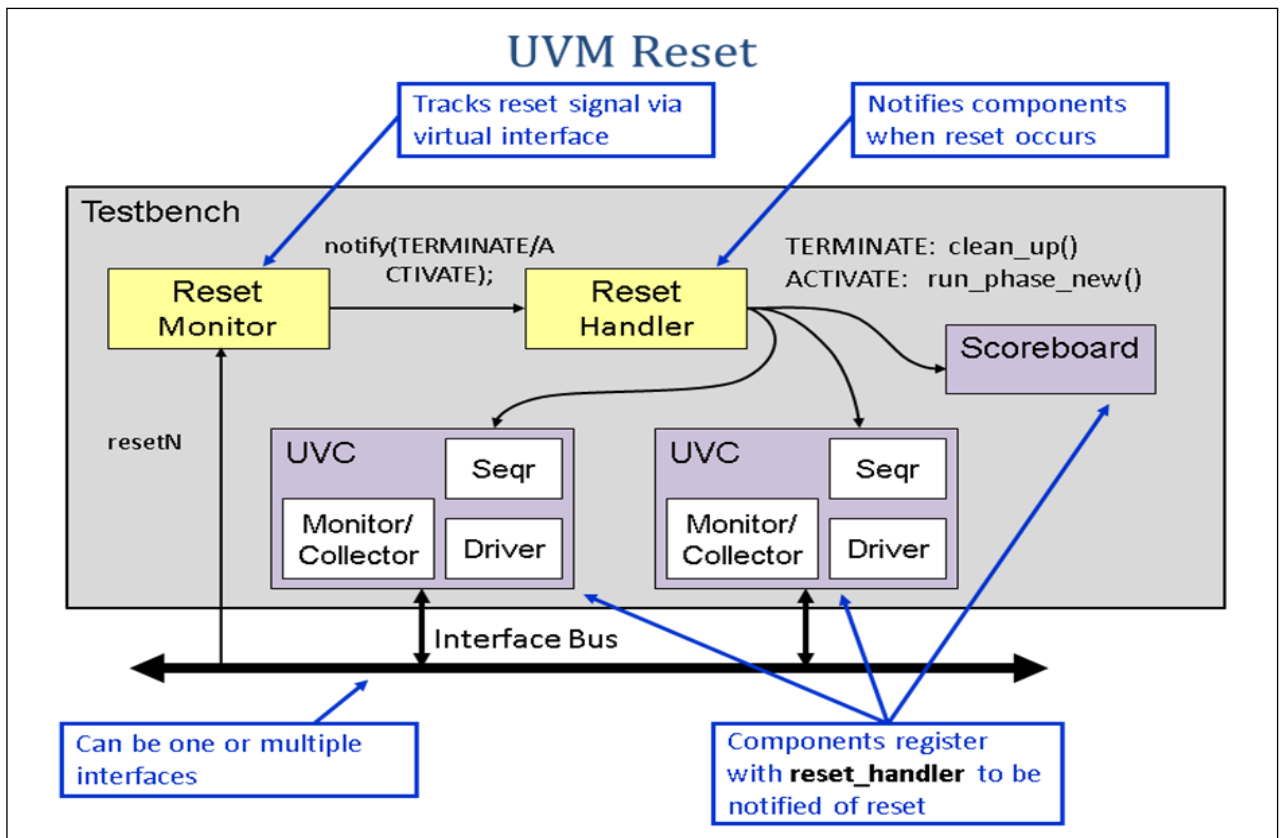 UVM Reset
Tracks reset signal via
virtual interface
Notifies components
when reset occurs
Testbench
notify(TERMINATE/A
CTIVATE);
TERMINATE: clean_up()
ACTIVATE: run_phase_new()
Reset
Monitor
Reset
Handler
Scoreboard
resetN
UVC
Seqr
Monitor/
Collector
Driver
UVC
Seqr
Monitor/
Collector
Driver
Interface Bus
Can be one or multiple
interfaces
Components register
with reset_handler to be
notified of reset